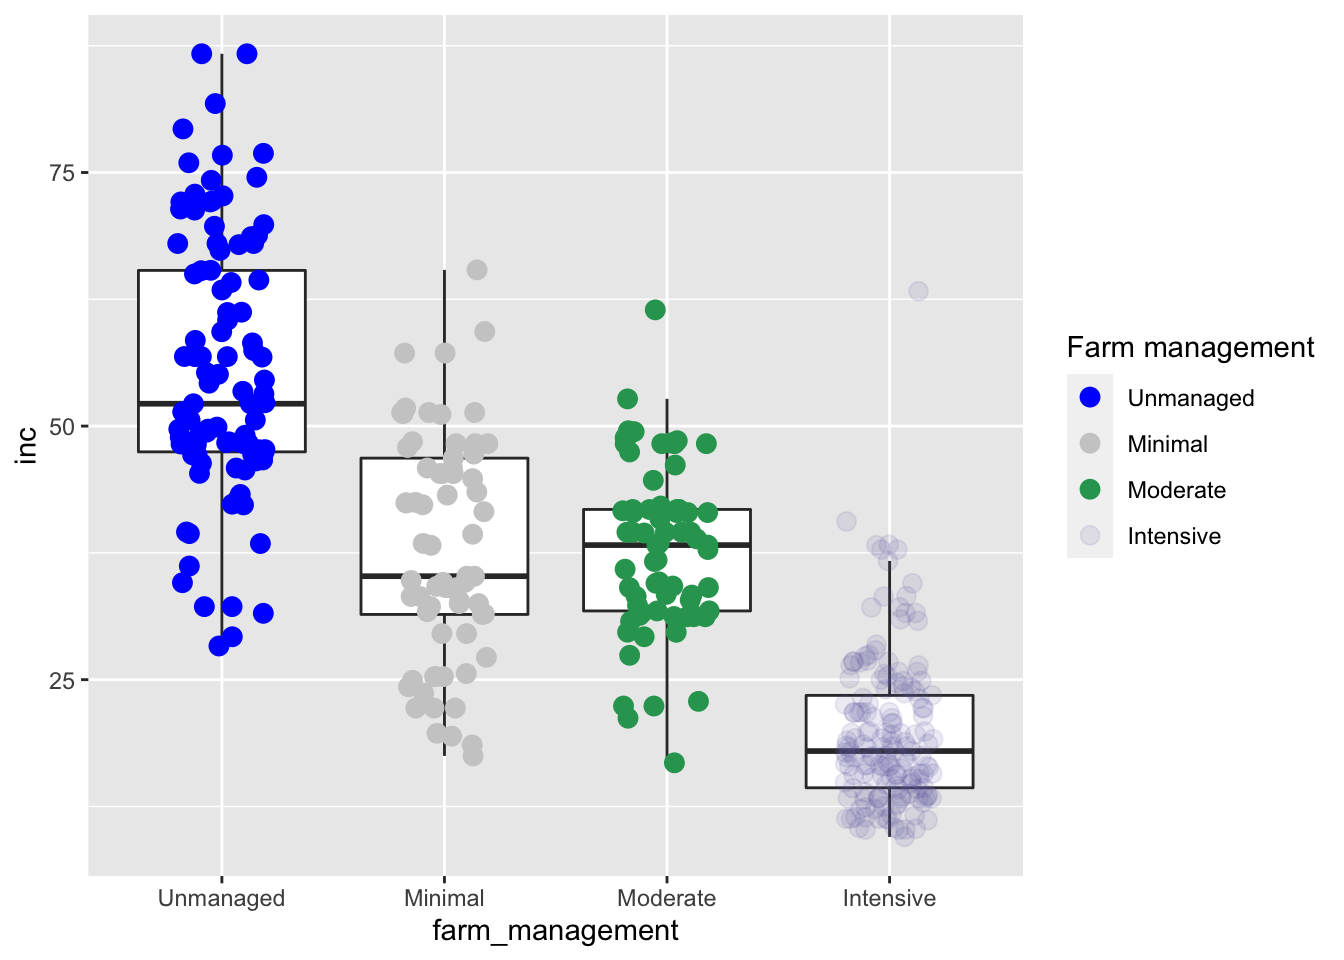 75
50
25
inc
Unmanaged
Minimal
Moderate
Intensive
farm_management
Farm management
Unmanaged
Minimal
Moderate
Intensive